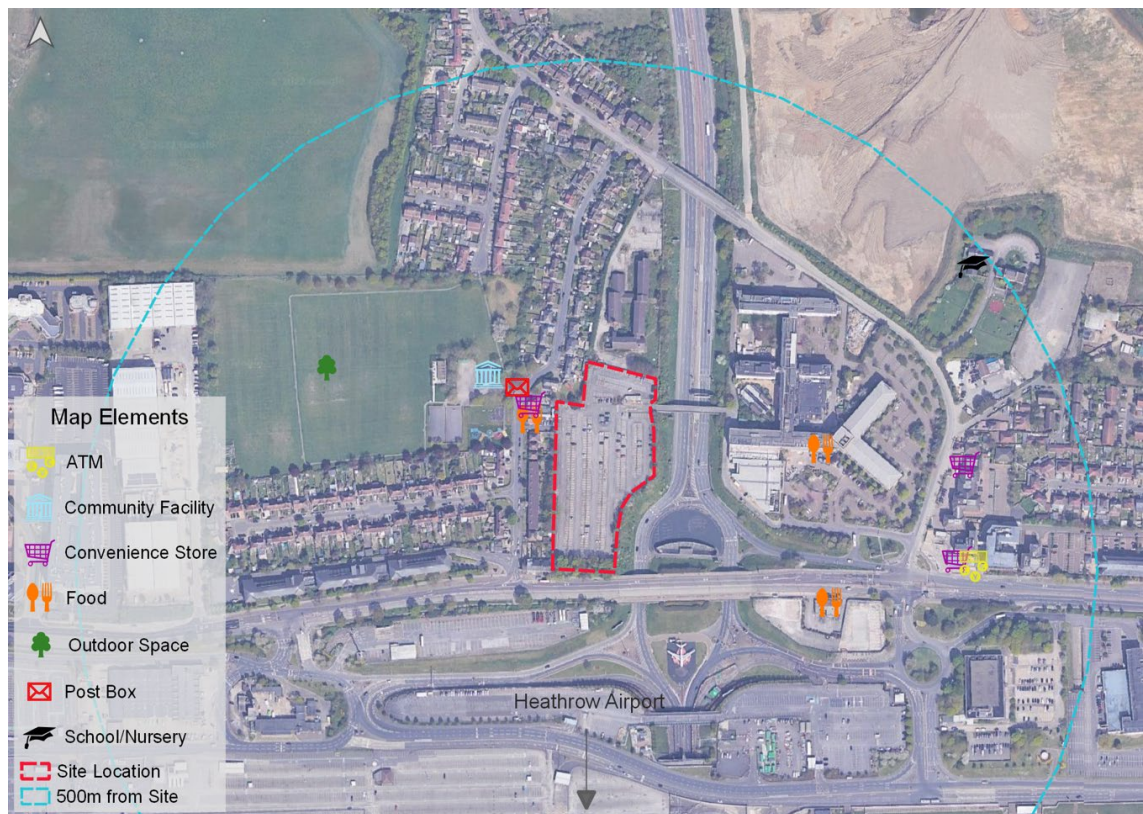 Map Elements
ATM
Community Facility
Convenience Store
Food
Outdoor Space
Post Box
School/Nursery
Site Location
500m from Site
Heathrow Airport